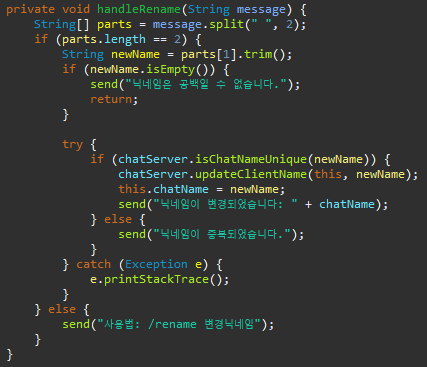 private void handleRename(String message) {
    String[] parts = message.split(" ", 2);
    if (parts.length == 2) {
        String newName = parts[1].trim();
        if (newName.isEmpty()) {
            send("닉네임은 공백일 수 없습니다.");
            return;
        }

        try {
            if (chatServer.isChatNameUnique(newName)) {
                chatServer.updateClientName(this, newName);
                this.chatName = newName;
                send("닉네임이 변경되었습니다: " + chatName);
            } else {
                send("닉네임이 중복되었습니다.");
            }
        } catch (Exception e) {
            e.printStackTrace();
        }
    } else {
        send("사용법: /rename 변경닉네임");
    }
}